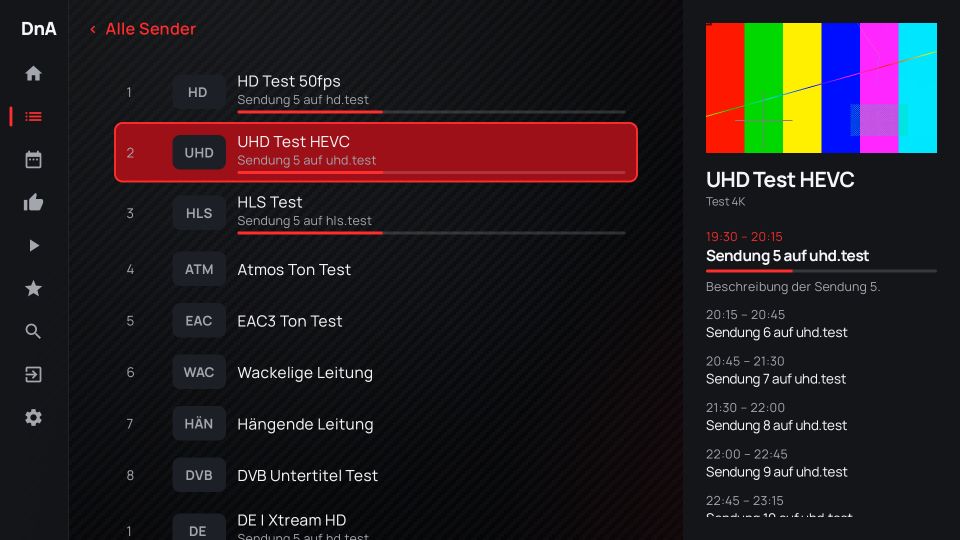 DnA
‹ Alle Sender
1 HD HD Test 50fps
Sendung 5 auf hd.test
2 UHD UHD Test HEVC
Sendung 5 auf uhd.test
3 HLS HLS Test
Sendung 5 auf hls.test
4 ATM Atmos Ton Test
5 EAC EAC3 Ton Test
6 WAC Wackelige Leitung
7 HÄN Hängende Leitung
8 DVB DVB Untertitel Test
1 DE DE | Xtream HD
Sendung 5 auf hd.test
UHD Test HEVC
Test 4K
19:30 – 20:15
Sendung 5 auf uhd.test
Beschreibung der Sendung 5.
20:15 – 20:45
Sendung 6 auf uhd.test
20:45 – 21:30
Sendung 7 auf uhd.test
21:30 – 22:00
Sendung 8 auf uhd.test
22:00 – 22:45
Sendung 9 auf uhd.test
22:45 – 23:15
Sendung 10 auf uhd.test